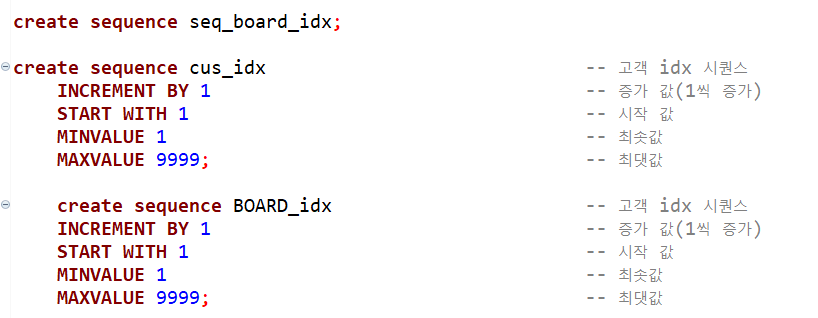 create sequence seq_board_idx;
create sequence cus_idx -- 고객 idx 시퀀스
INCREMENT BY 1 -- 증가 값(1씩 증가)
START WITH 1 -- 시작 값
MINVALUE 1 -- 최솟값
MAXVALUE 9999; -- 최댓값
create sequence BOARD_idx -- 고객 idx 시퀀스
INCREMENT BY 1 -- 증가 값(1씩 증가)
START WITH 1 -- 시작 값
MINVALUE 1 -- 최솟값
MAXVALUE 9999; -- 최댓값